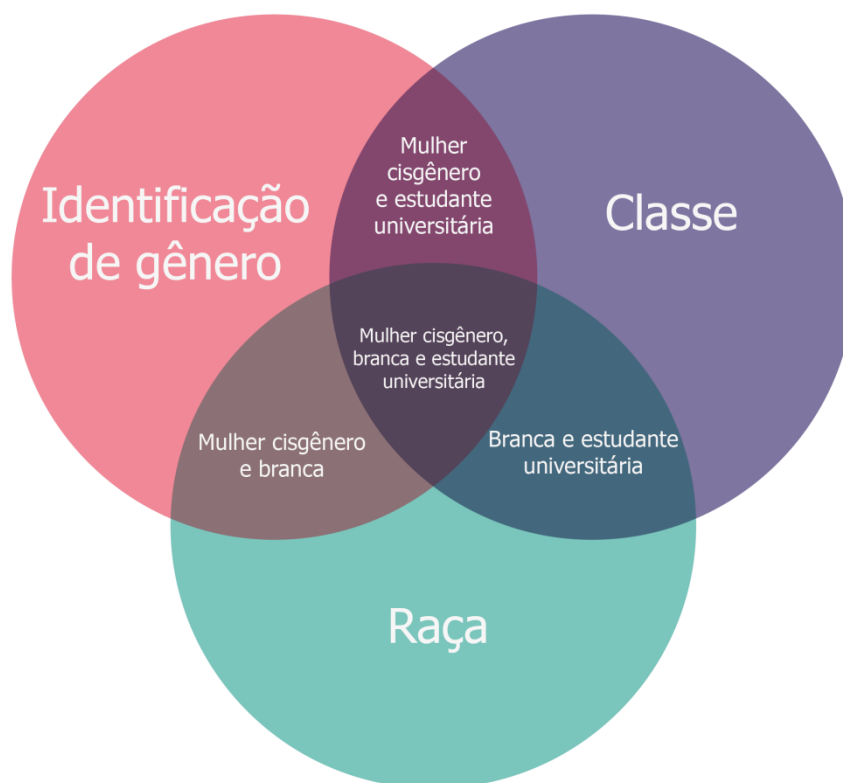 Identificação
de gênero
Mulher
cisgênero
e estudante
universitária
Classe
Mulher cisgênero,
branca e estudante
universitária
Mulher cisgênero
e branca
Branca e estudante
universitária
Raça